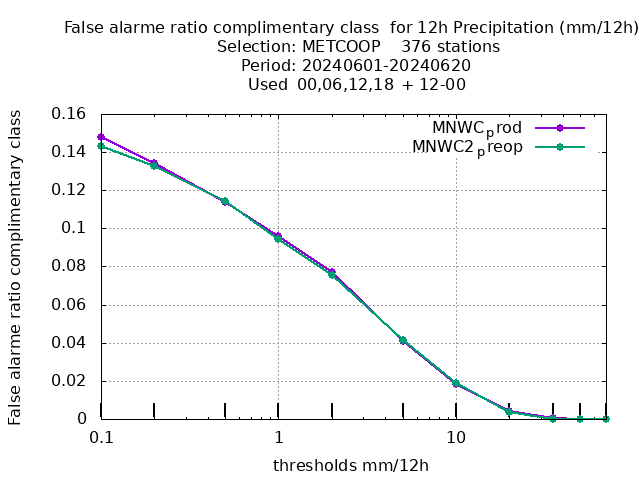 False alarme ratio complimentary class  for 12h Precipitation (mm/12h)
Selection: METCOOP    376 stations
Period: 20240601-20240620
Used  00,06,12,18 + 12-00
False alarme ratio complimentary class
0.16
0.14
0.12
0.1
0.08
0.06
0.04
0.02
0
MNWCprod
MNWC2preop
0.1
1
10
thresholds mm/12h